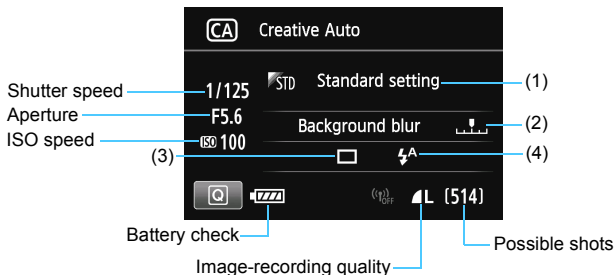 CA Creative Auto
Shutter speed 1/125 STD Standard setting (1)
Aperture F5.6
ISO speed ISO 100 Background blur (2)
(3) A (4)
Q ((ț)) OFF L [514]
Battery check
Possible shots
Image-recording quality